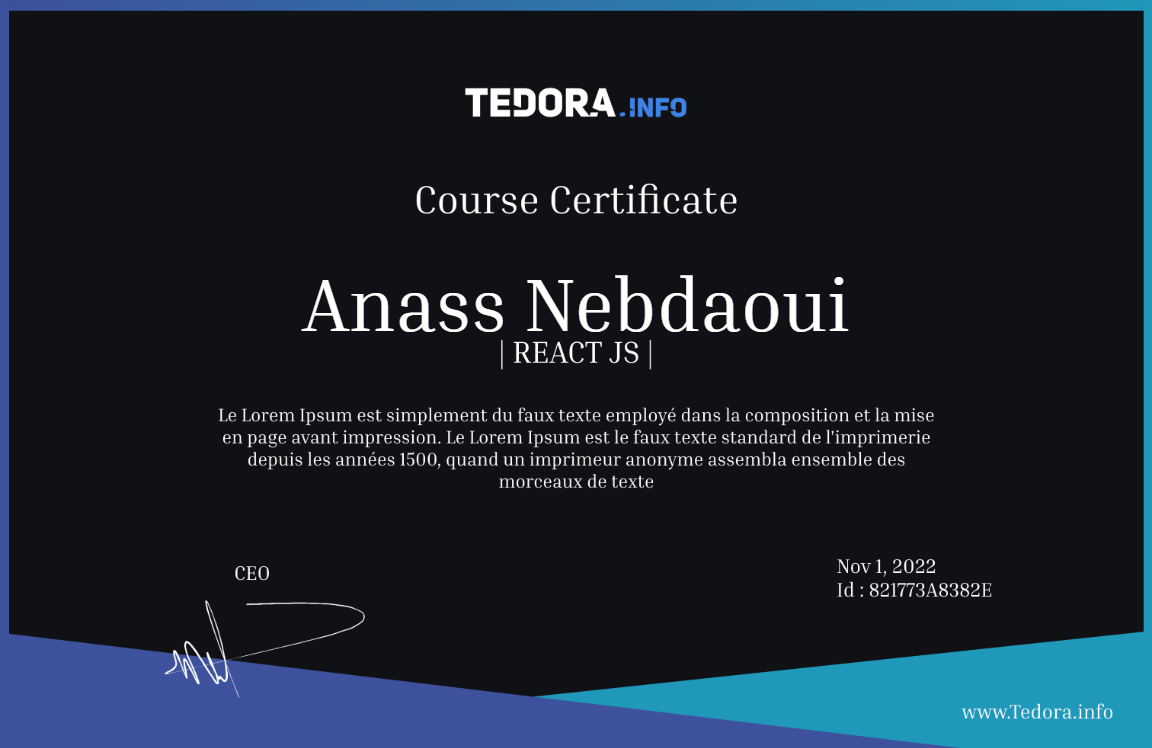 TEDORA.INFO
Course Certificate
Anass Nebdaoui
| REACT JS |
Le Lorem Ipsum est simplement du faux texte employé dans la composition et la mise
en page avant impression. Le Lorem Ipsum est le faux texte standard de l'imprimerie
depuis les années 1500, quand un imprimeur anonyme assembla ensemble des
morceaux de texte
CEO
Nov 1, 2022
Id : 821773A8382E
www.Tedora.info